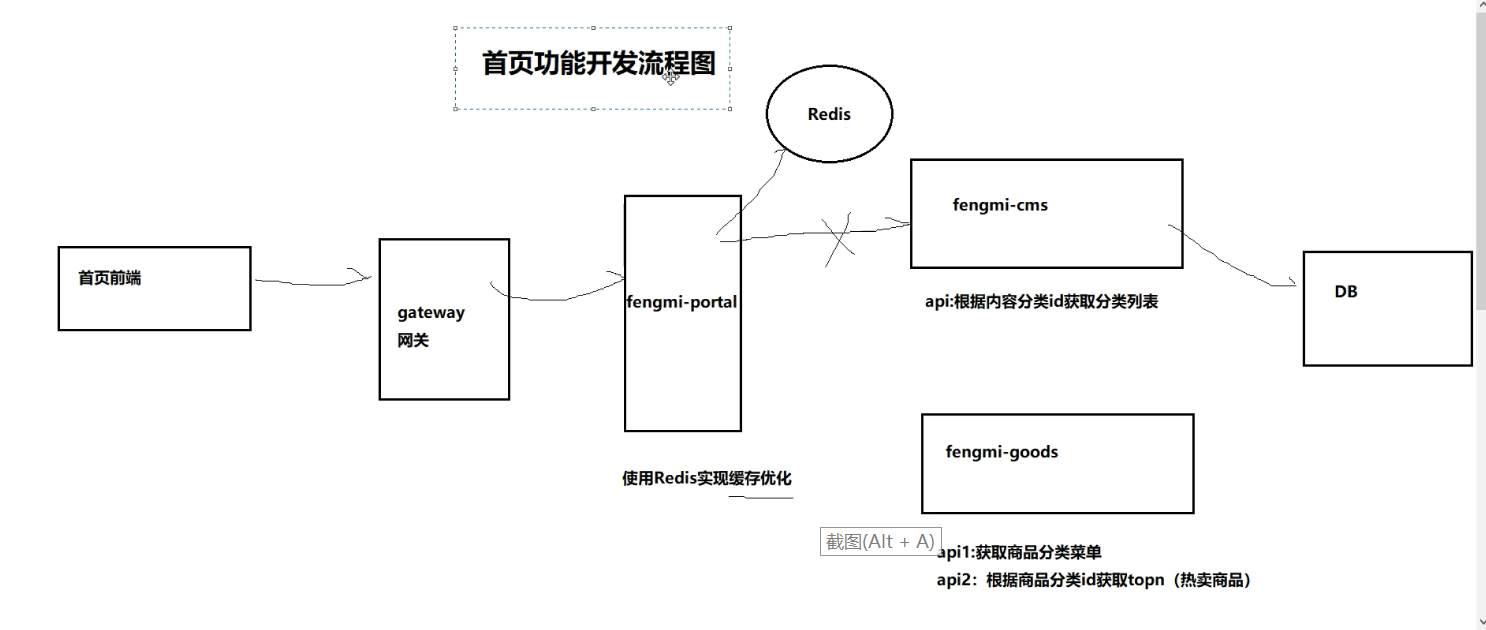 首页功能开发流程图
Redis
fengmi-cms
首页前端
gateway
网关
fengmi-portal
api:根据内容分类id获取分类列表
DB
fengmi-goods
使用Redis实现缓存优化
截图(Alt + A)
api1:获取商品分类菜单
api2：根据商品分类id获取topn（热卖商品）